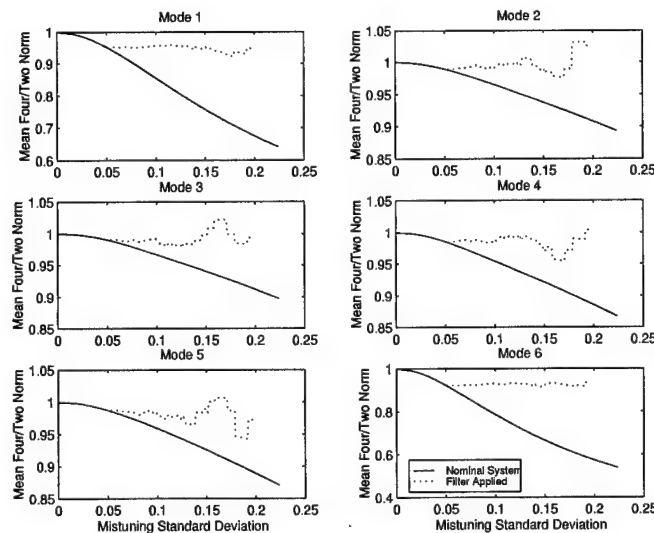 Mode 1
Mean Four/Two Norm
1
0.9
0.8
0.7
0.6
0 0.05 0.1 0.15 0.2 0.25
Mode 2
Mean Four/Two Norm
1.05
1
0.95
0.9
0.85
0 0.05 0.1 0.15 0.2 0.25
Mode 3
Mean Four/Two Norm
1.05
1
0.95
0.9
0.85
0 0.05 0.1 0.15 0.2 0.25
Mode 4
Mean Four/Two Norm
1.05
1
0.95
0.9
0.85
0 0.05 0.1 0.15 0.2 0.25
Mode 5
Mean Four/Two Norm
1.05
1
0.95
0.9
0.85
0 0.05 0.1 0.15 0.2 0.25
Mistuning Standard Deviation
Mode 6
Mean Four/Two Norm
1
0.8
0.6
0.4
Nominal System
Filter Applied
0 0.05 0.1 0.15 0.2 0.25
Mistuning Standard Deviation